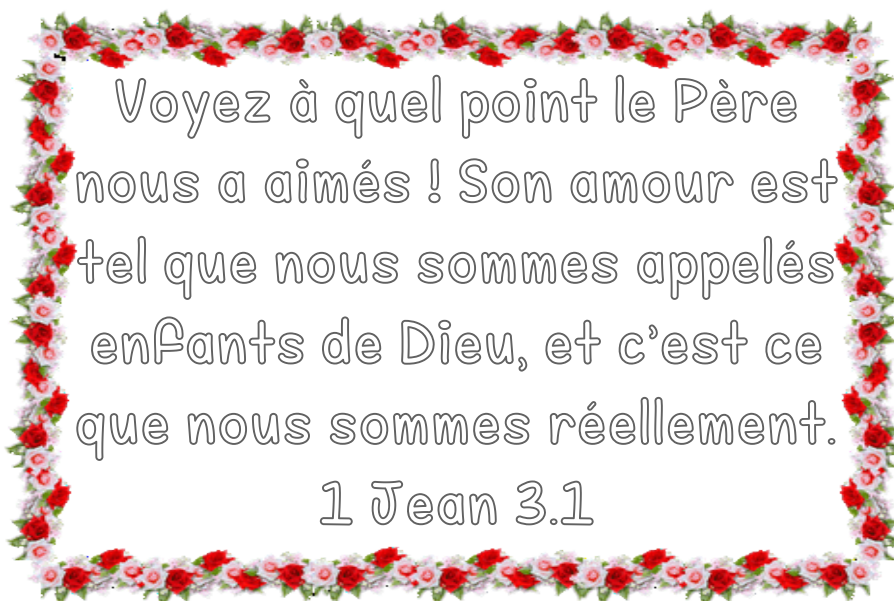 Voyez à quel point le Père
nous a aimés ! Son amour est
tel que nous sommes appelés
enfants de Dieu, et c’est ce
que nous sommes réellement.
1 Jean 3.1